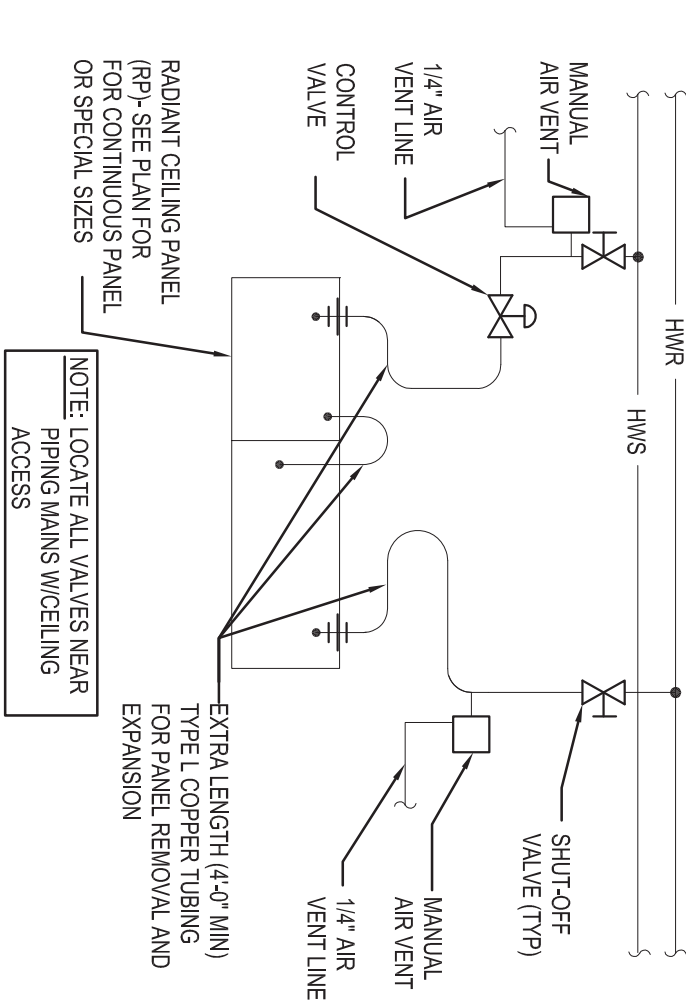 HWR
HWS
MANUAL
AIR VENT
1/4" AIR
VENT LINE
CONTROL
VALVE
RADIANT CEILING PANEL
(RP)- SEE PLAN FOR
FOR CONTINUOUS PANEL
OR SPECIAL SIZES
SHUT-OFF
VALVE (TYP)
MANUAL
AIR VENT
1/4" AIR
VENT LINE
EXTRA LENGTH (4'-0" MIN)
TYPE L COPPER TUBING
FOR PANEL REMOVAL AND
EXPANSION
NOTE: LOCATE ALL VALVES NEAR
PIPING MAINS W/CEILING
ACCESS